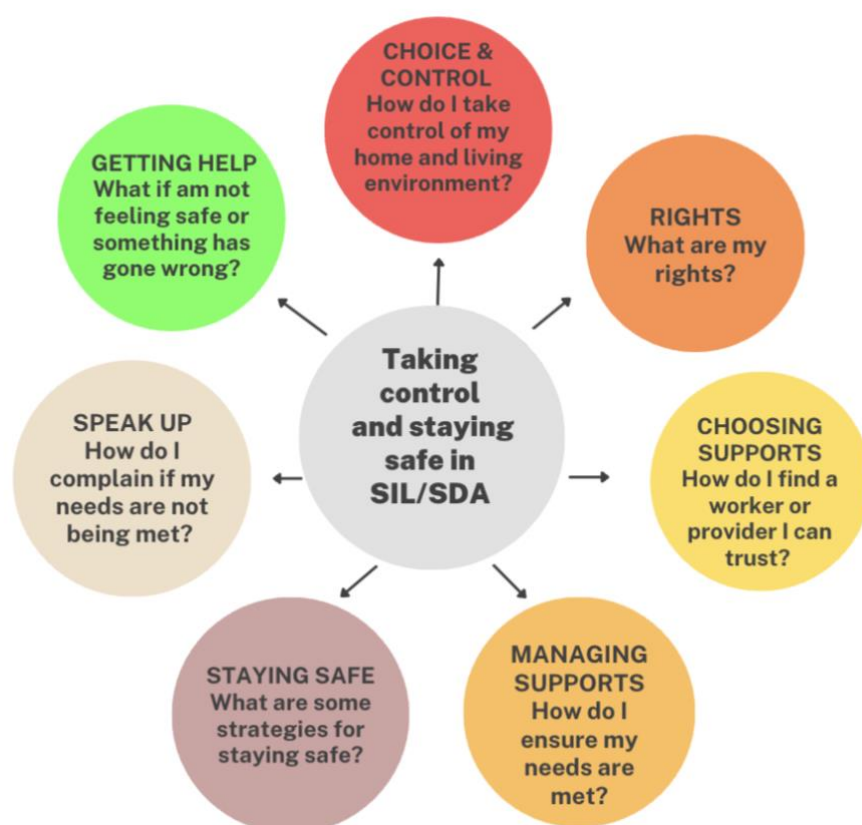 Taking
control
and staying
safe in
SIL/SDA
CHOICE &
CONTROL
How do I take
control of my
home and living
environment?
RIGHTS
What are my
rights?
CHOOSING
SUPPORTS
How do I find a
worker or
provider I can
trust?
MANAGING
SUPPORTS
How do I
ensure my
needs are
met?
STAYING SAFE
What are some
strategies for
staying safe?
SPEAK UP
How do I
complain if my
needs are not
being met?
GETTING HELP
What if am not
feeling safe or
something has
gone wrong?